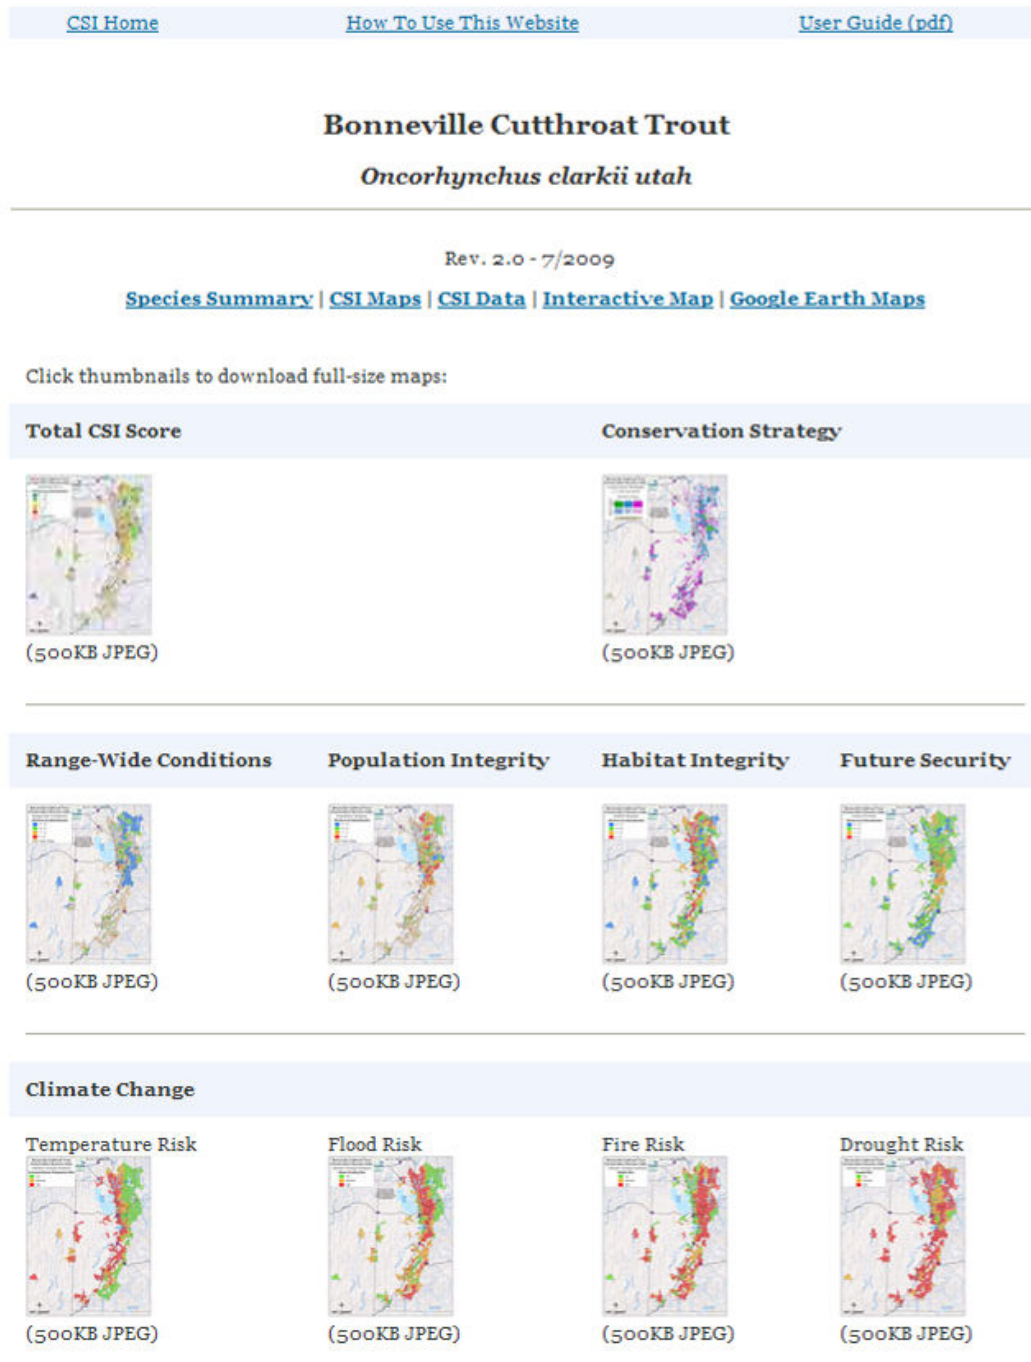 CSI Home How To Use This Website User Guide (pdf)
Bonneville Cutthroat Trout
Oncorhynchus clarkii utah
Rev. 2.0 - 7/2009
Species Summary | CSI Maps | CSI Data | Interactive Map | Google Earth Maps
Click thumbnails to download full-size maps:
Total CSI Score Conservation Strategy
(500KB JPEG) (500KB JPEG)
Range-Wide Conditions Population Integrity Habitat Integrity Future Security
(500KB JPEG) (500KB JPEG) (500KB JPEG) (500KB JPEG)
Climate Change
Temperature Risk Flood Risk Fire Risk Drought Risk
(500KB JPEG) (500KB JPEG) (500KB JPEG) (500KB JPEG)